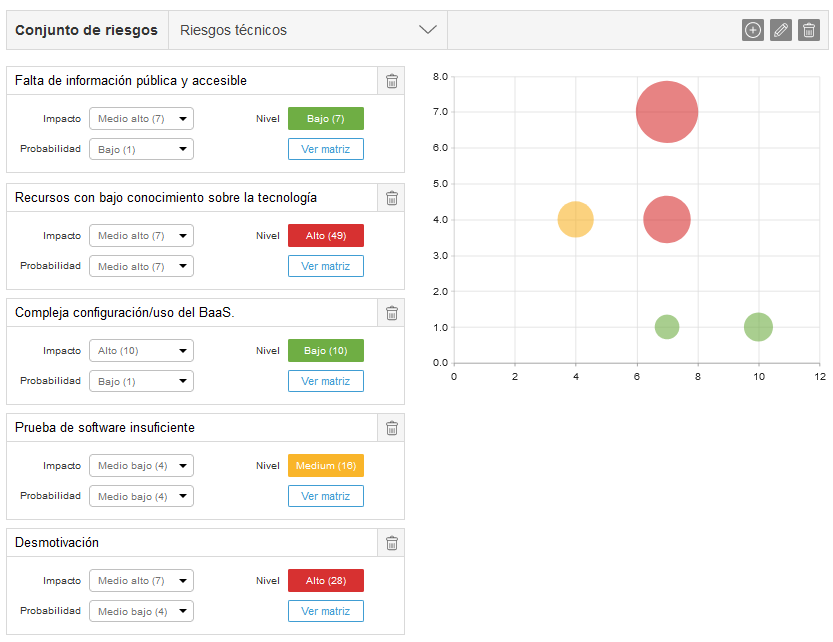 Conjunto de riesgos Riesgos técnicos
Falta de información pública y accesible
Impacto Medio alto (7) Nivel Bajo (7)
Probabilidad Bajo (1) Ver matriz
Recursos con bajo conocimiento sobre la tecnología
Impacto Medio alto (7) Nivel Alto (49)
Probabilidad Medio alto (7) Ver matriz
Compleja configuración/uso del BaaS.
Impacto Alto (10) Nivel Bajo (10)
Probabilidad Bajo (1) Ver matriz
Prueba de software insuficiente
Impacto Medio bajo (4) Nivel Medium (16)
Probabilidad Medio bajo (4) Ver matriz
Desmotivación
Impacto Medio alto (7) Nivel Alto (28)
Probabilidad Medio bajo (4) Ver matriz
8.0
7.0
6.0
5.0
4.0
3.0
2.0
1.0
0.0
0 2 4 6 8 10 12